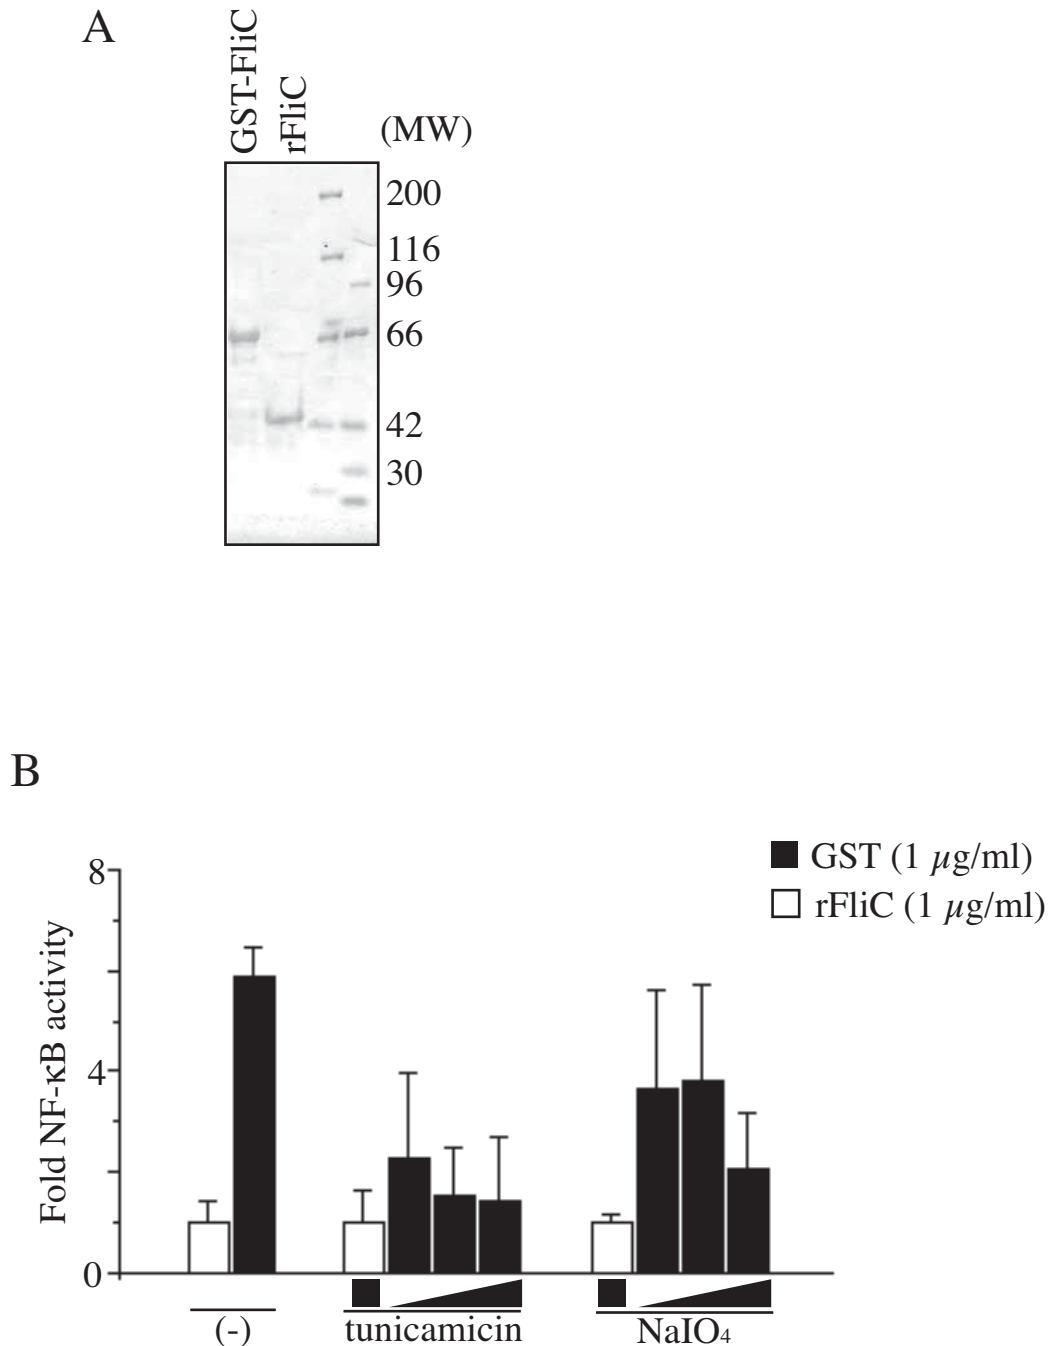 A
GST-FliC
rFliC
(MW)
200
116
96
66
42
30
B
GST (1 µg/ml)
rFliC (1 µg/ml)
Fold NF-κB activity
8
4
0
(-)
tunicamicin
NaIO4